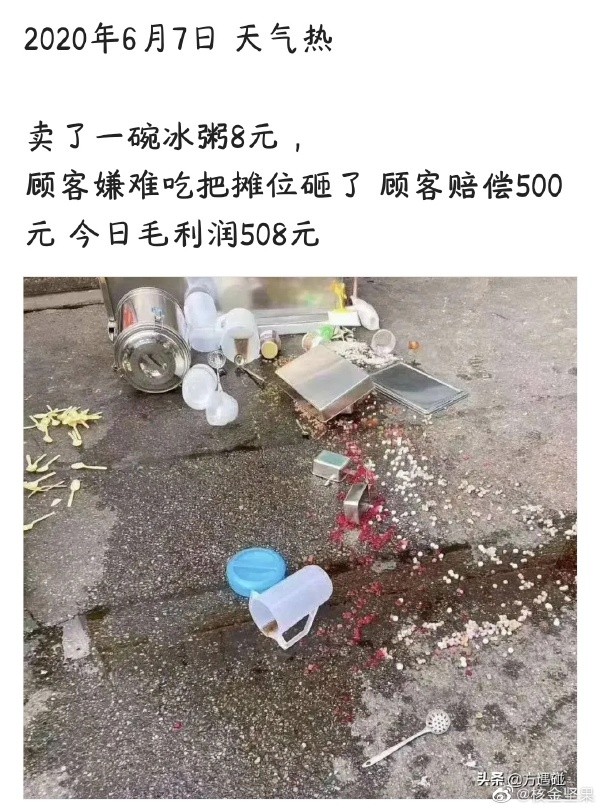 2020年6月7日 天气热
卖了一碗冰粥8元，
顾客嫌难吃把摊位砸了 顾客赔偿500
元 今日毛利润508元
头条 @方遇碰
@核金坚果